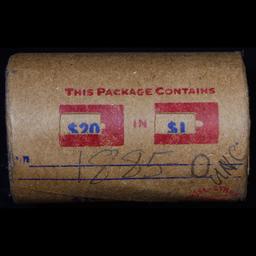 THIS PACKAGE CONTAINS
$20 IN $1
1885 O UNC